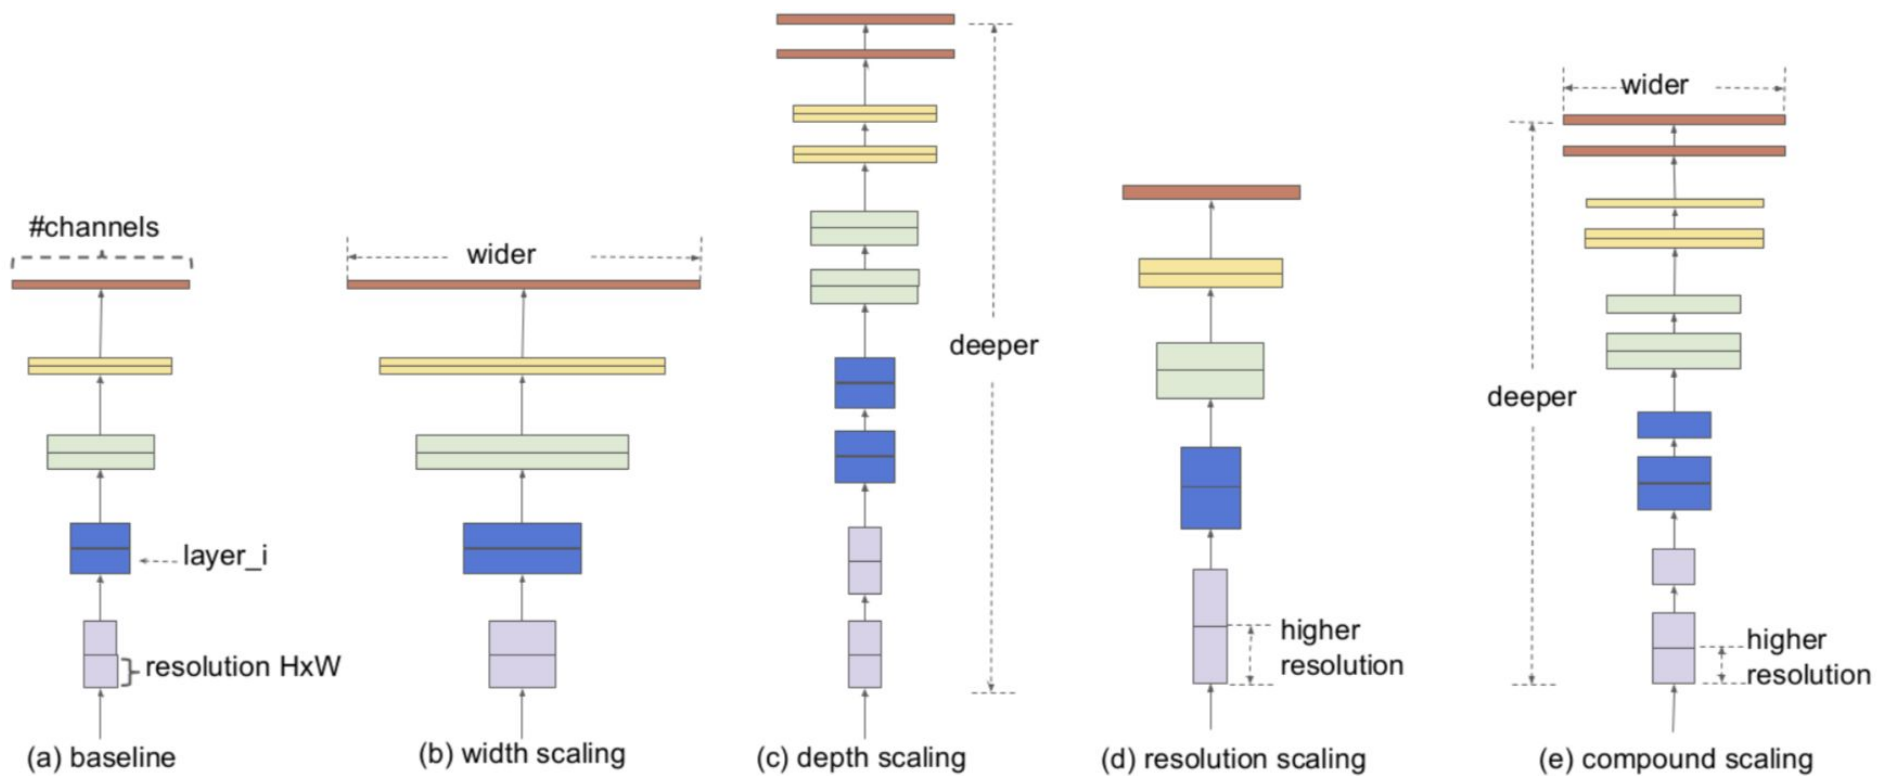 #channels
layer_i
resolution HxW
(a) baseline
wider
(b) width scaling
deeper
(c) depth scaling
higher
resolution
(d) resolution scaling
wider
deeper
higher
resolution
(e) compound scaling